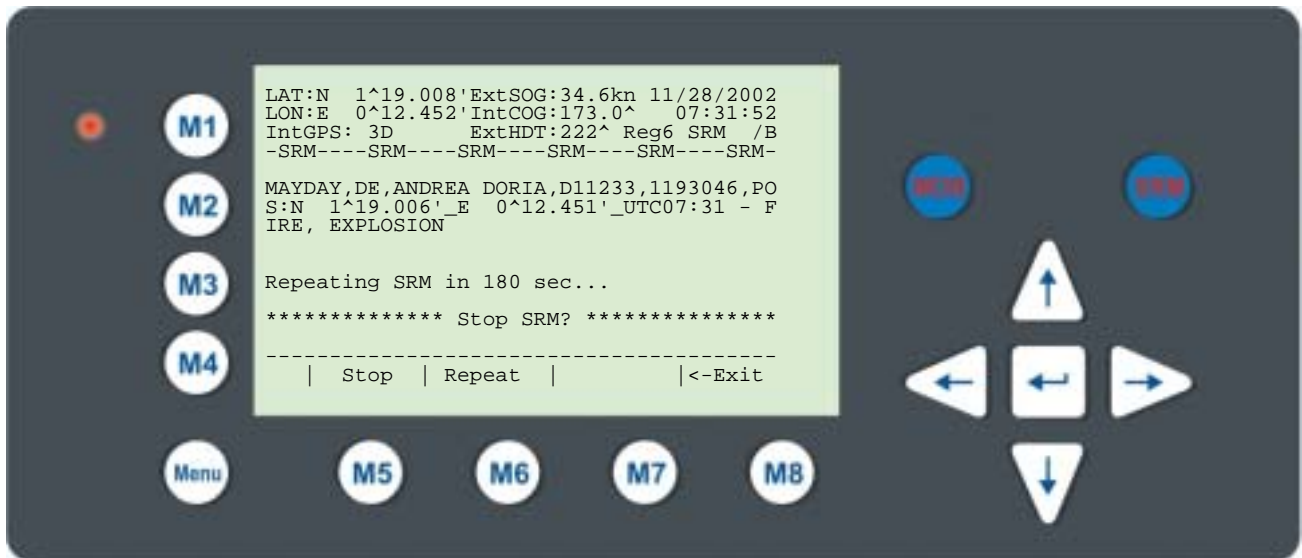 LAT:N 1^19.008'ExtSOG:34.6kn 11/28/2002
LON:E 0^12.452'IntCOG:173.0^ 07:31:52
IntGPS: 3D ExtHDT:222^ Reg6 SRM /B
-SRM----SRM----SRM----SRM----SRM----SRM-
MAYDAY,DE,ANDREA DORIA,D11233,1193046,PO
S:N 1^19.006'_E 0^12.451'_UTC07:31 - F
IRE, EXPLOSION
Repeating SRM in 180 sec...
************** Stop SRM? ***************
----------------------------------------
| Stop | Repeat | |<-Exit
M1
M2
M3
M4
Menu
M5
M6
M7
M8
SRM